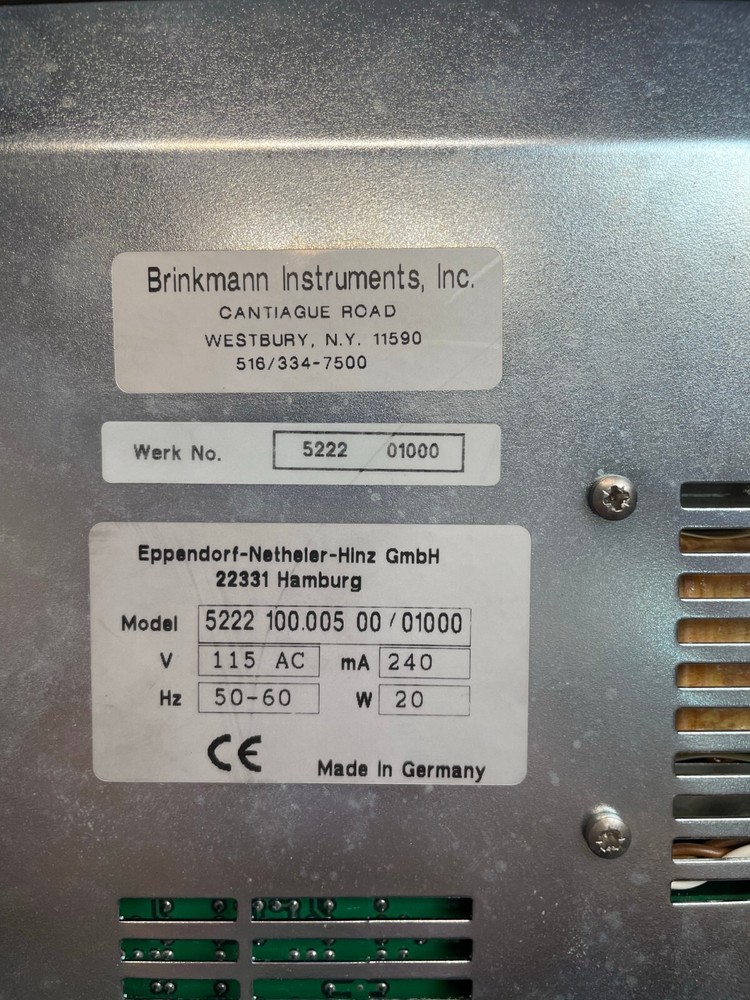 Brinkmann Instruments, Inc.
CANTIAGUE ROAD
WESTBURY, N.Y. 11590
516/334-7500
Werk No. 5222 01000
Eppendorf-Netheler-Hinz GmbH
22331 Hamburg
Model 5222 100.005 00 / 01000
V 115 AC mA 240
Hz 50-60 W 20
CE Made in Germany